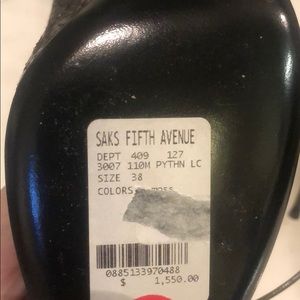 SAKS FIFTH AVENUE
DEPT 409 127
3007 110M PYTHN LC
SIZE 38
COLORS
0885133970488
$ 1,550.00